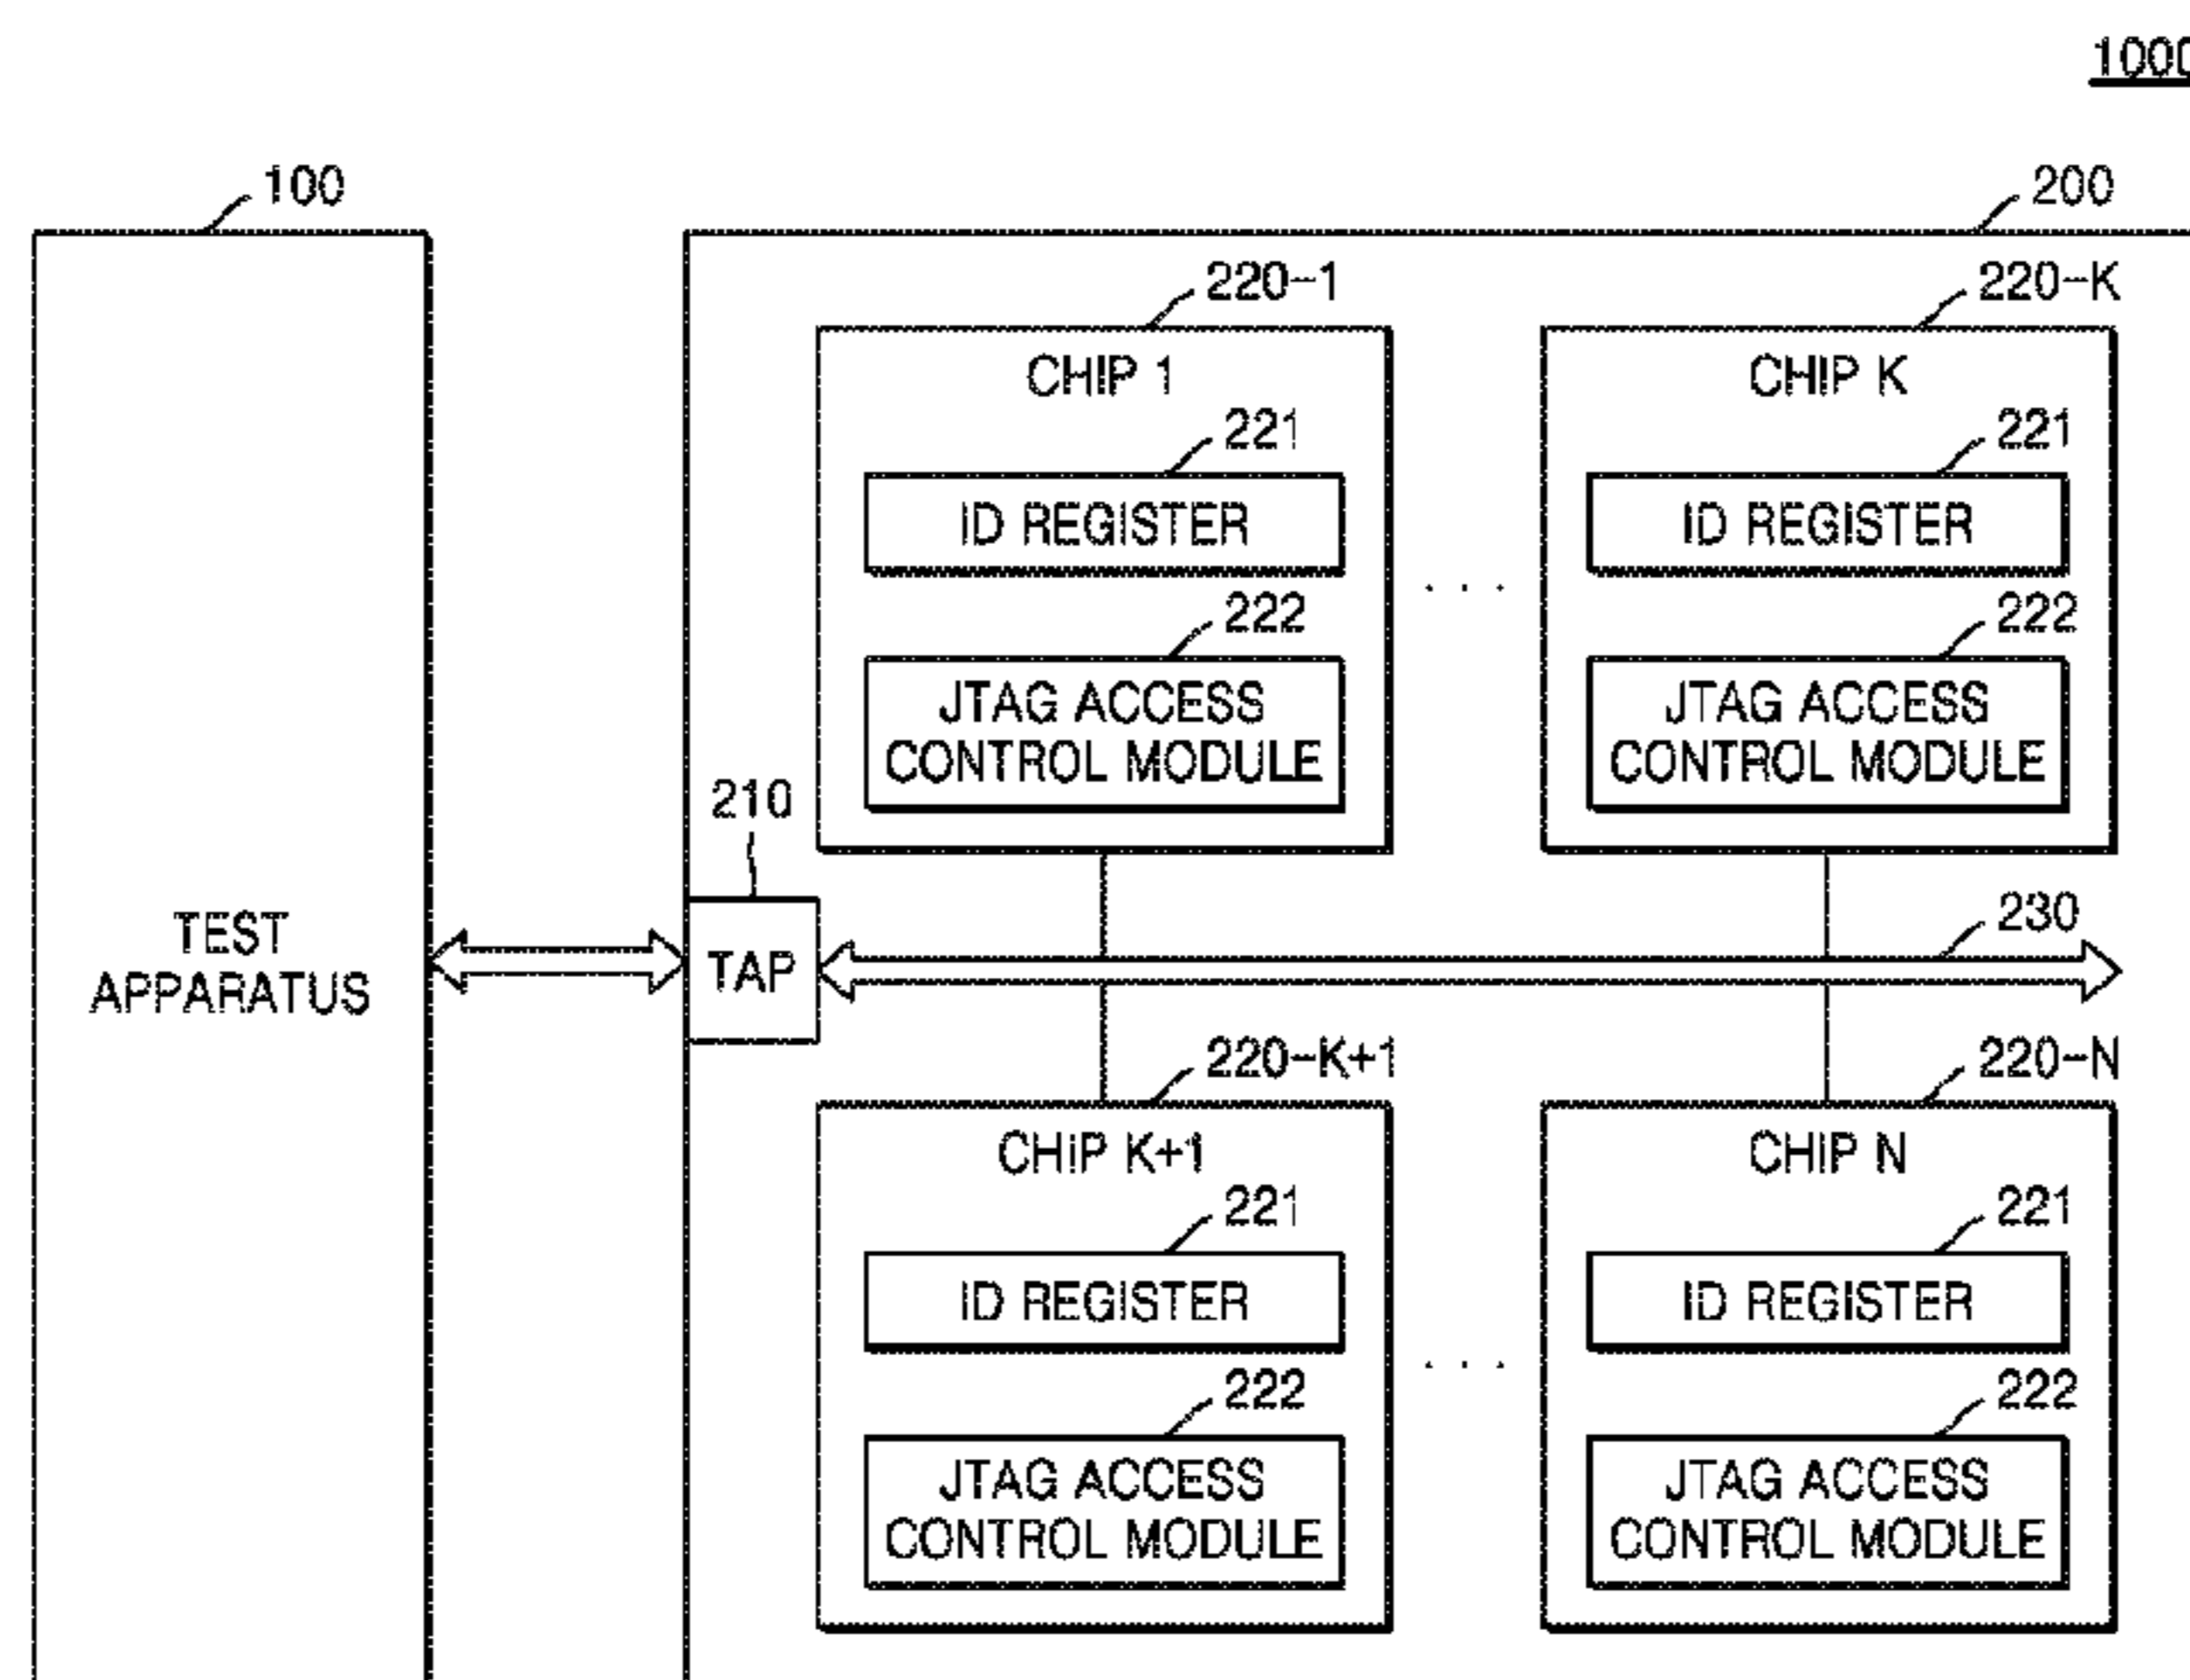 1000
100
200
220-1
220-K
CHIP 1
CHIP K
221
221
ID REGISTER
ID REGISTER
. . .
222
222
JTAG ACCESS
CONTROL MODULE
JTAG ACCESS
CONTROL MODULE
210
TEST
APPARATUS
TAP
230
220-K+1
220-N
CHIP K+1
CHIP N
221
221
ID REGISTER
ID REGISTER
. . .
222
222
JTAG ACCESS
CONTROL MODULE
JTAG ACCESS
CONTROL MODULE